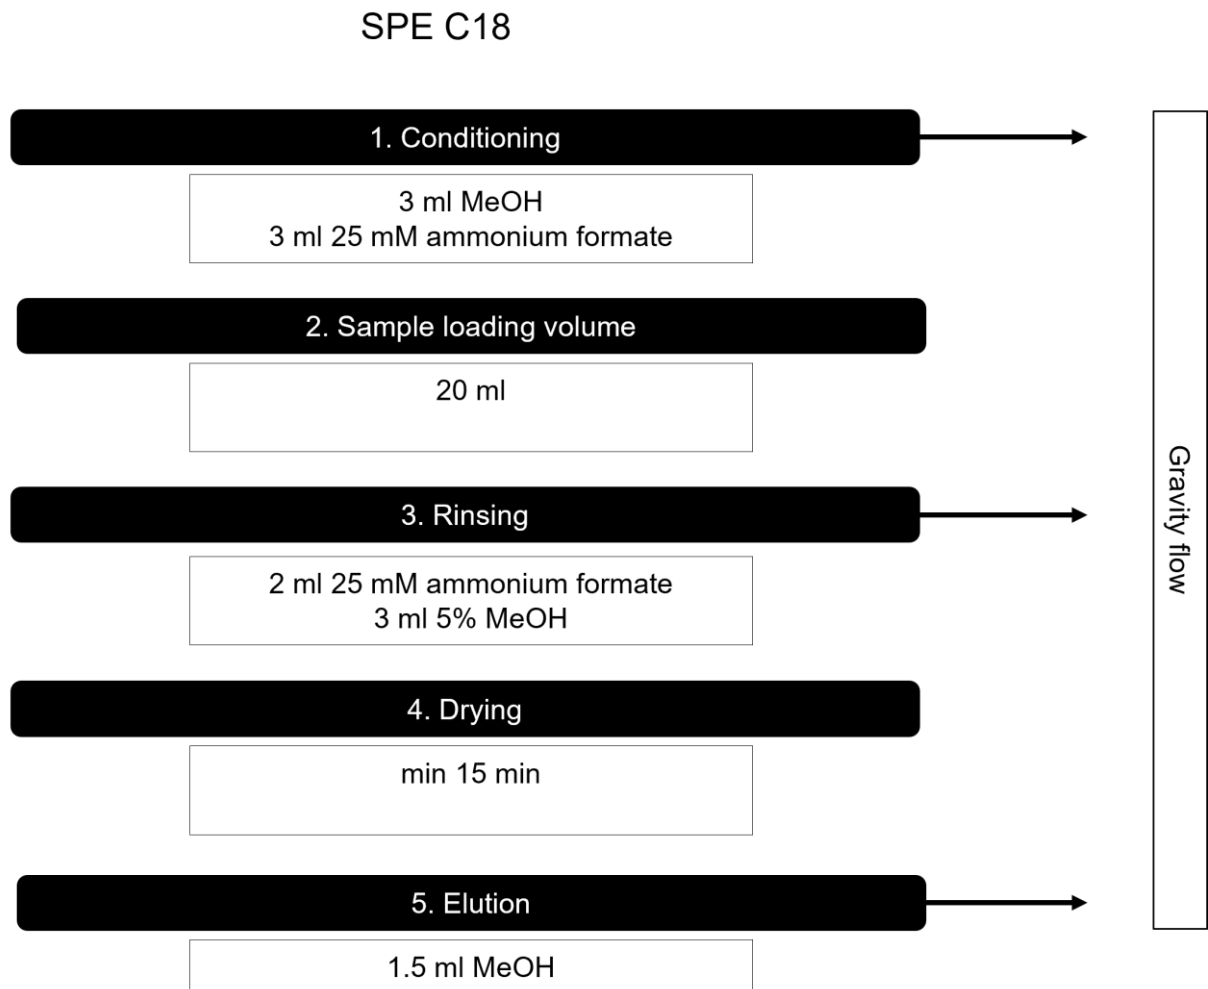 SPE C18
1. Conditioning
3 ml MeOH
3 ml 25 mM ammonium formate
2. Sample loading volume
20 ml
3. Rinsing
2 ml 25 mM ammonium formate
3 ml 5% MeOH
4. Drying
min 15 min
5. Elution
1.5 ml MeOH
Gravity flow